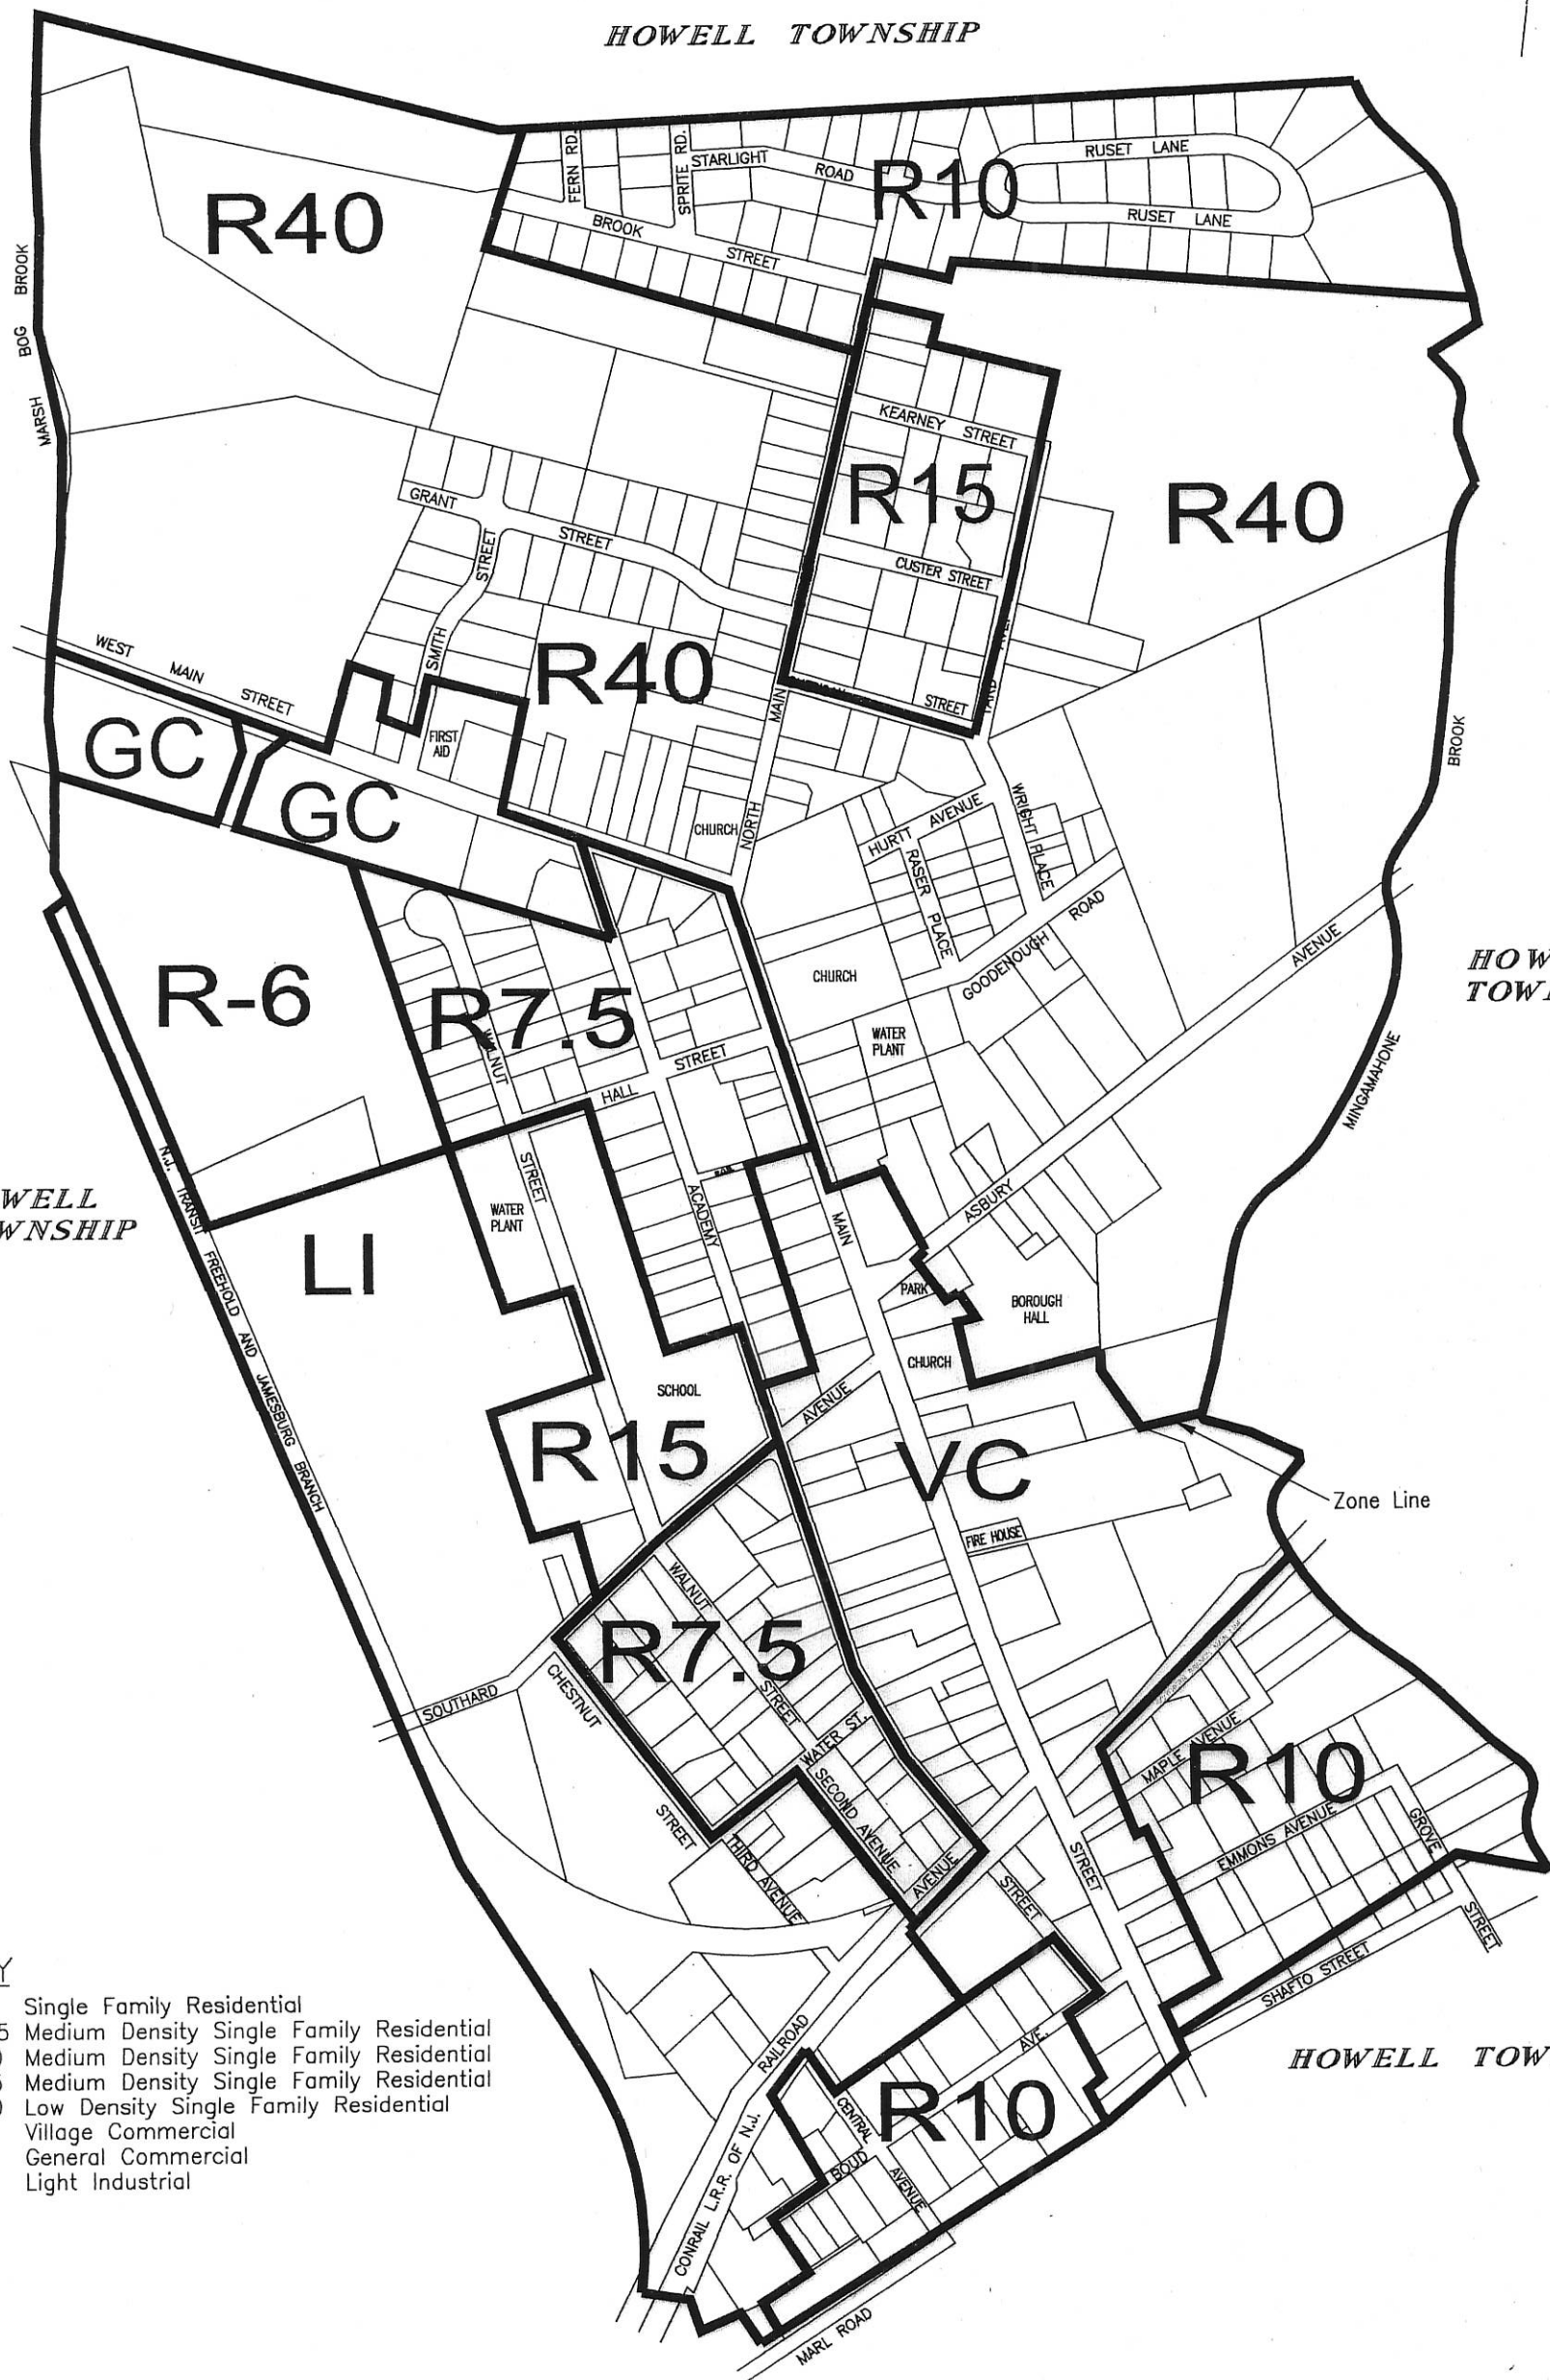 HOWELL TOWNSHIP
FERN RD.
SPRITE RD.
STARLIGHT
ROAD
R10
RUSET LANE
RUSET LANE
R40
BROOK
STREET
MARSH BOG BROOK
KEARNEY STREET
R15
R40
GRANT
STREET
CUSTER STREET
SMITH
STREET
R40
WEST MAIN STREET
STREET
GC
GC
FIRST
AID
NORTH
MAIN
CHURCH
HURTT AVENUE
WRIGHT PLACE
RASER PLACE
GOODENOUGH ROAD
BROOK
MINGAMAHONE
AVENUE
ASBURY
CHURCH
WATER
PLANT
R-6
R7.5
WALNUT
STREET
HALL
STREET
LI
WATER
PLANT
ACADEMY
MAIN
PARK
BOROUGH
HALL
CHURCH
N.J. TRANSIT FREEHOLD AND JAMESBURG BRANCH
SCHOOL
R15
AVENUE
VC
Zone Line
FIRE HOUSE
R7.5
WALNUT
STREET
SOUTHARD
CHESTNUT
STREET
WATER ST.
SECOND AVENUE
THIRD AVENUE
AVENUE
STREET
STREET
MAPLE AVENUE
R10
EMMONS AVENUE
GROVE
STREET
SHAFTO STREET
HOWELL
RAILROAD
CONRAIL L.R.R. OF N.J.
AVE.
CENTRAL
AVENUE
R10
BOUD
MARL ROAD
Single Family Residential
Medium Density Single Family Residential
Medium Density Single Family Residential
Medium Density Single Family Residential
Low Density Single Family Residential
Village Commercial
General Commercial
Light Industrial